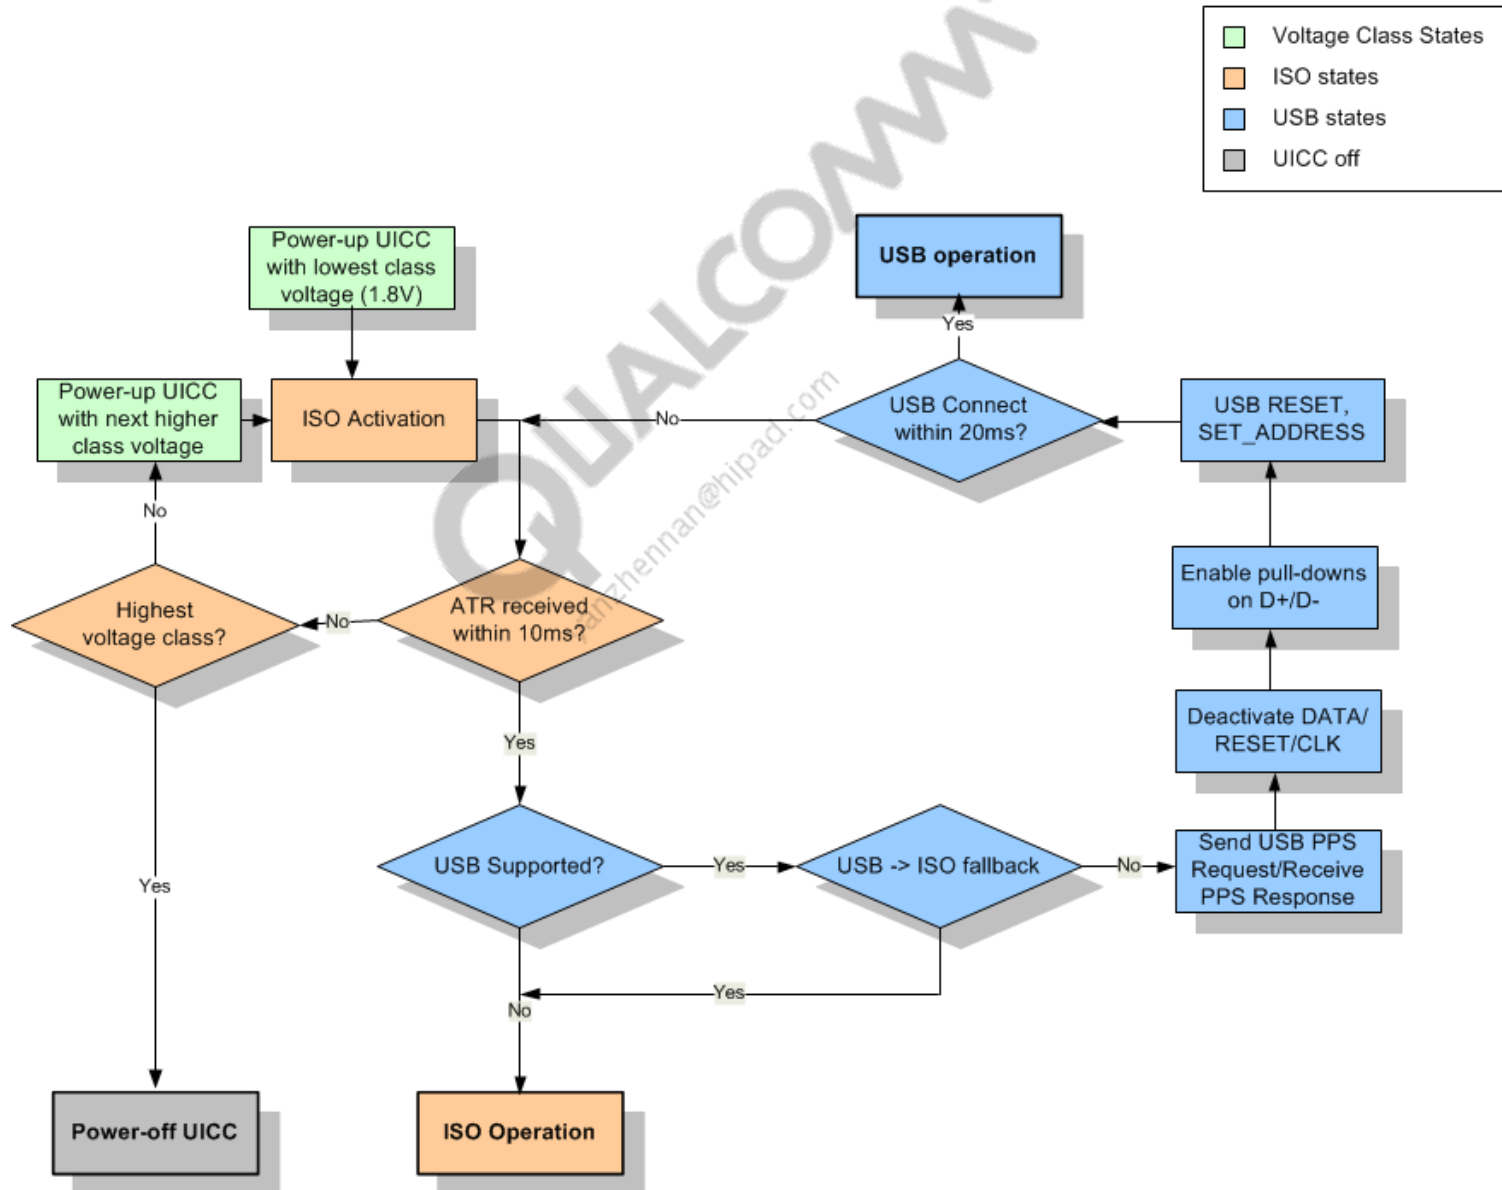 Voltage Class States
ISO states
USB states
UICC off
QUALCOMM
Power-up UICC
with lowest class
voltage (1.8V)
USB operation
Yes
Power-up UICC
with next higher
class voltage
ISO Activation
No
USB Connect
within 20ms?
USB RESET,
SET_ADDRESS
No
Enable pull-downs
on D+/D-
Highest
voltage class?
No
ATR received
within 10ms?
Deactivate DATA/
RESET/CLK
Yes
USB Supported?
Yes
USB -> ISO fallback
No
Send USB PPS
Request/Receive
PPS Response
Yes
Yes
No
Power-off UICC
ISO Operation